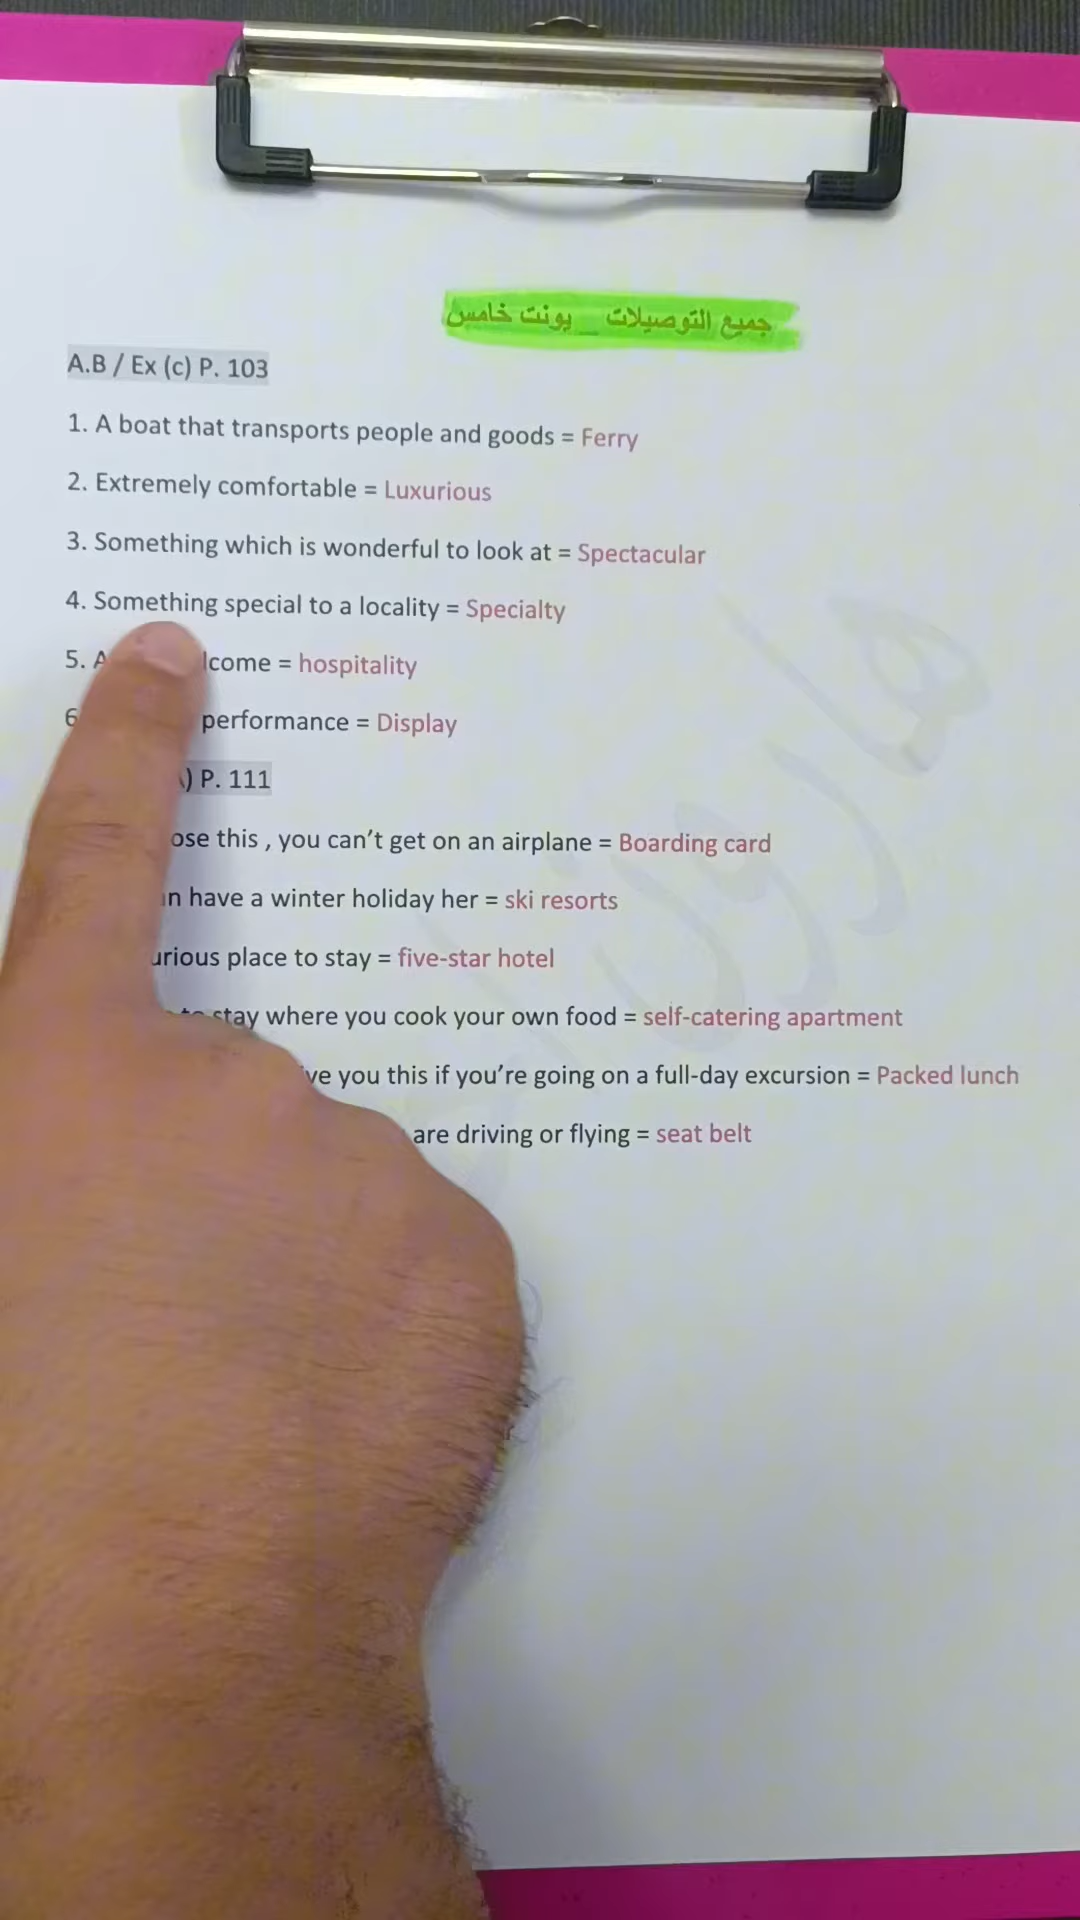 جميع التوصيلات _ يونت خامس
A.B / Ex (c) P. 103
1. A boat that transports people and goods = Ferry
2. Extremely comfortable = Luxurious
3. Something which is wonderful to look at = Spectacular
4. Something special to a locality = Specialty
5. = hospitality
performance = Display
P. 111
this , you can't get on an airplane = Boarding card
have a winter holiday her = ski resorts
place to stay = five-star hotel
stay where you cook your own food = self-catering apartment
you this if you're going on a full-day excursion = Packed lunch
are driving or flying = seat belt